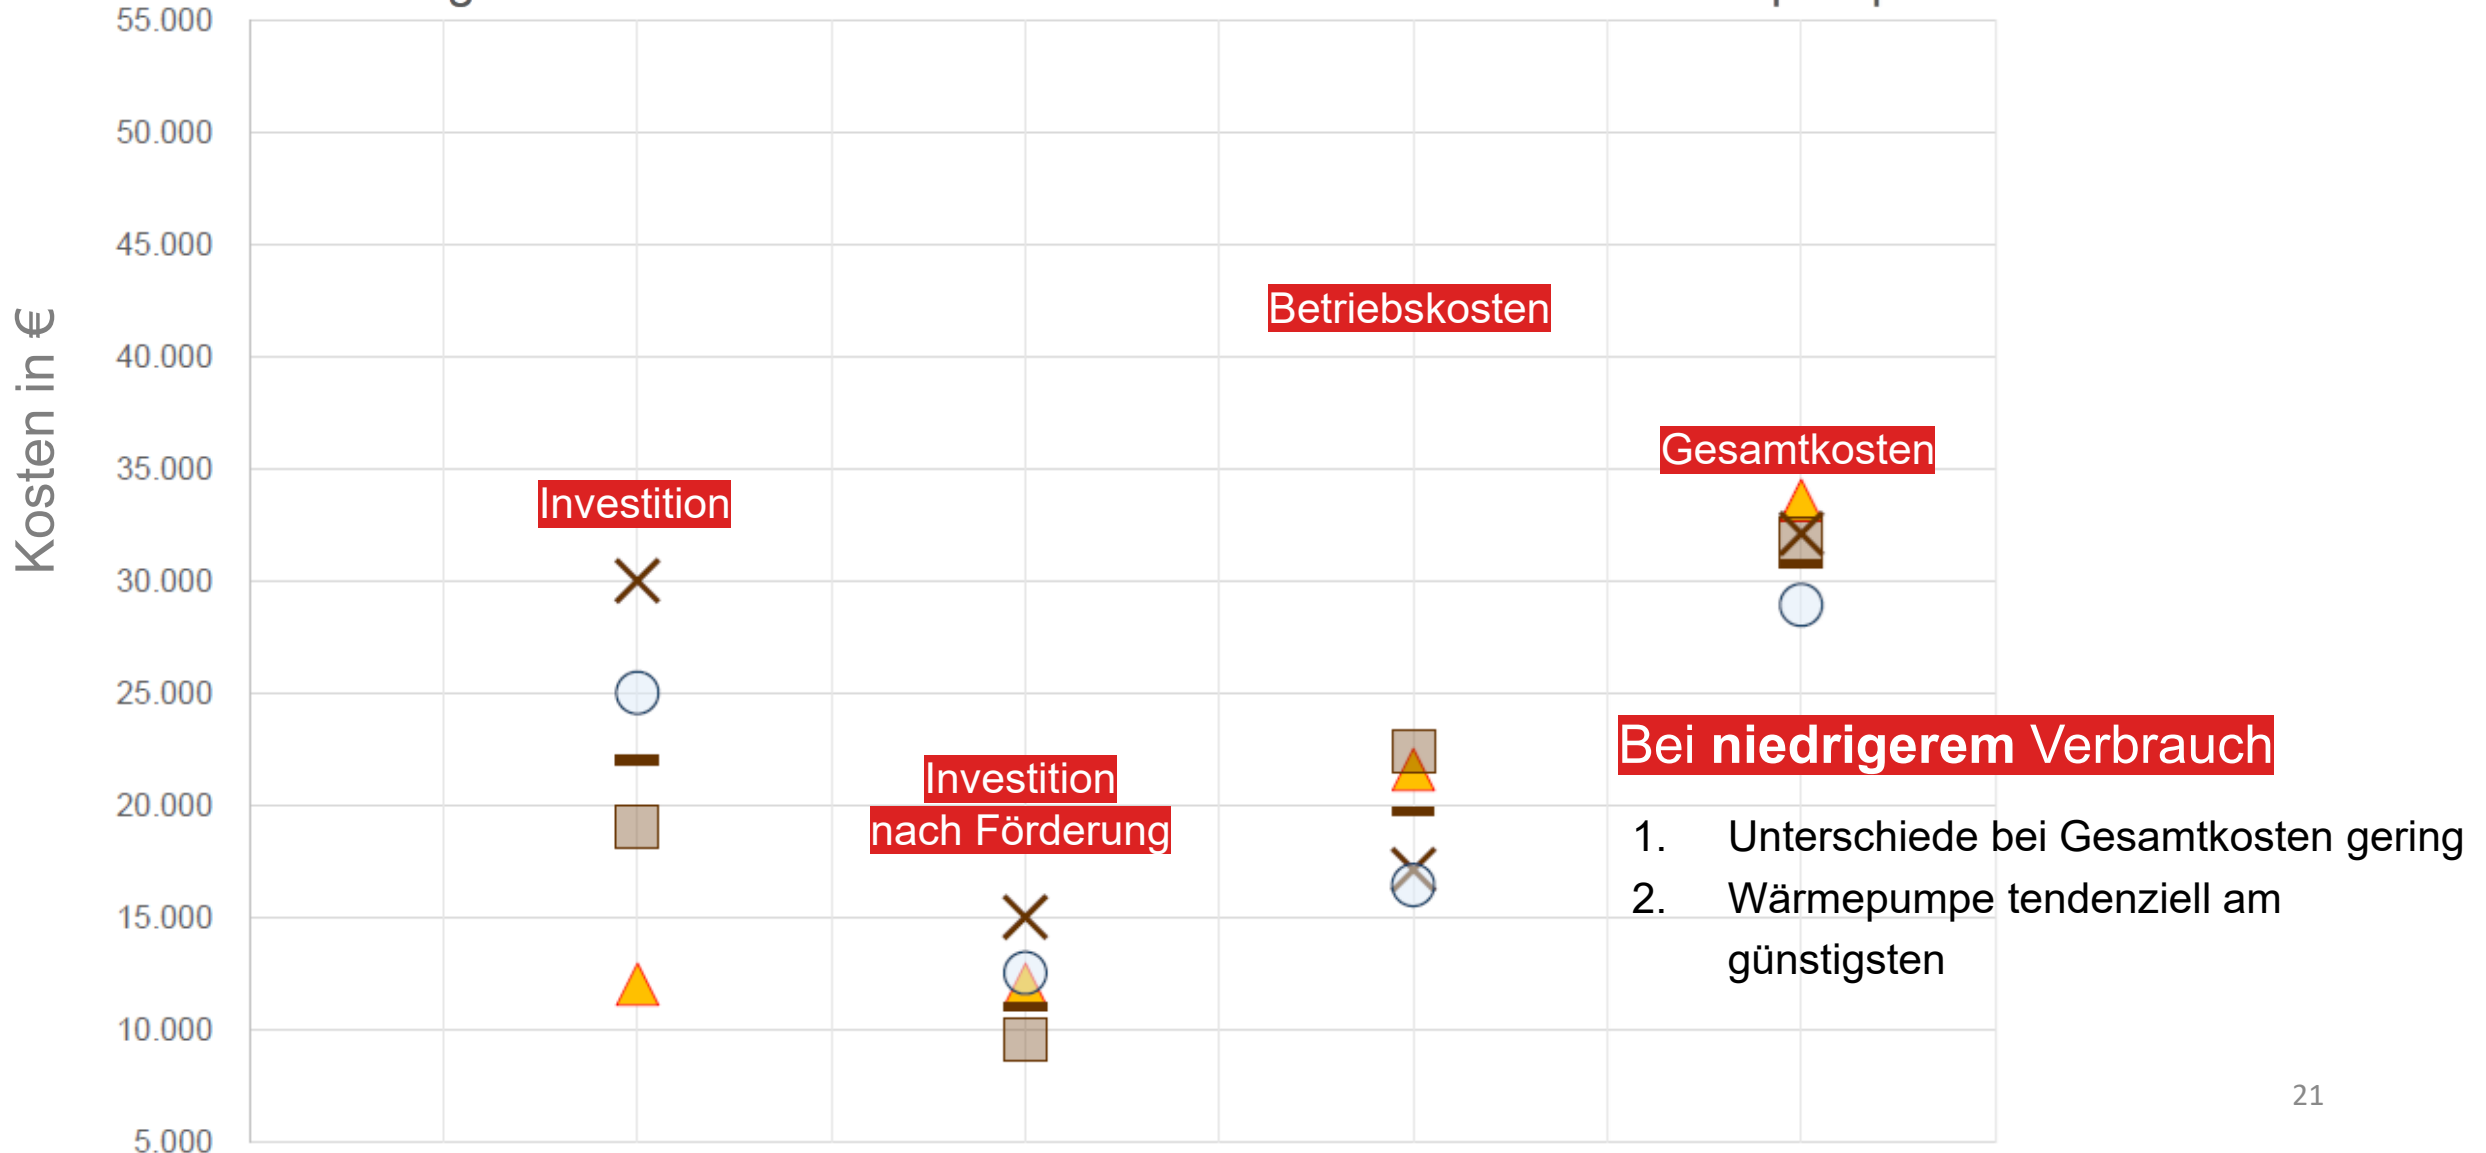 55.000
50.000
45.000
40.000
35.000
30.000
25.000
20.000
15.000
10.000
5.000
Kosten in €
Investition
Investition
nach Förderung
Betriebskosten
Gesamtkosten
Bei niedrigerem Verbrauch
1. Unterschiede bei Gesamtkosten gering
2. Wärmepumpe tendenziell am
günstigsten
21